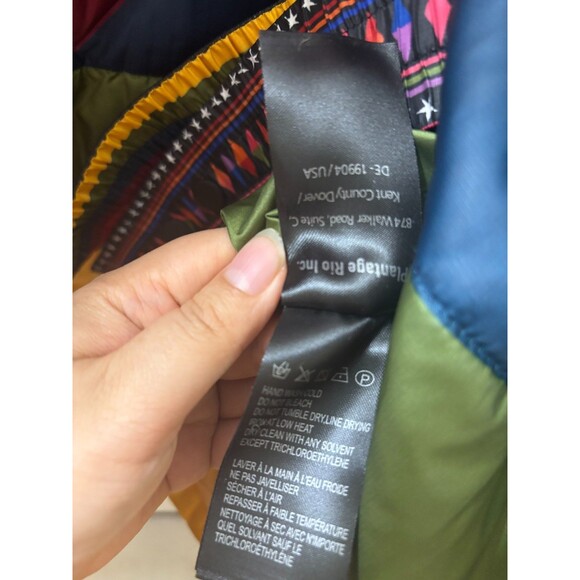 Plantage Rio Inc.
874 Walker Road, Suite C,
Kent County Dover /
DE- 19904 / USA
P
HAND WASH COLD
DO NOT BLEACH
DO NOT TUMBLE DRY,LINE DRYING
IRON AT LOW HEAT
DRY CLEAN WITH ANY SOLVENT
EXCEPT TRICHLOROETHYLENE
LAVER À LA MAIN À L'EAU FROIDE
NE PAS JAVELLISER
SÉCHER À L'AIR
REPASSER À FAIBLE TEMPÉRATURE
NETTOYAGE À SEC AVEC N'IMPORTE
QUEL SOLVANT SAUF LE
TRICHLOROÉTHYLÈNE